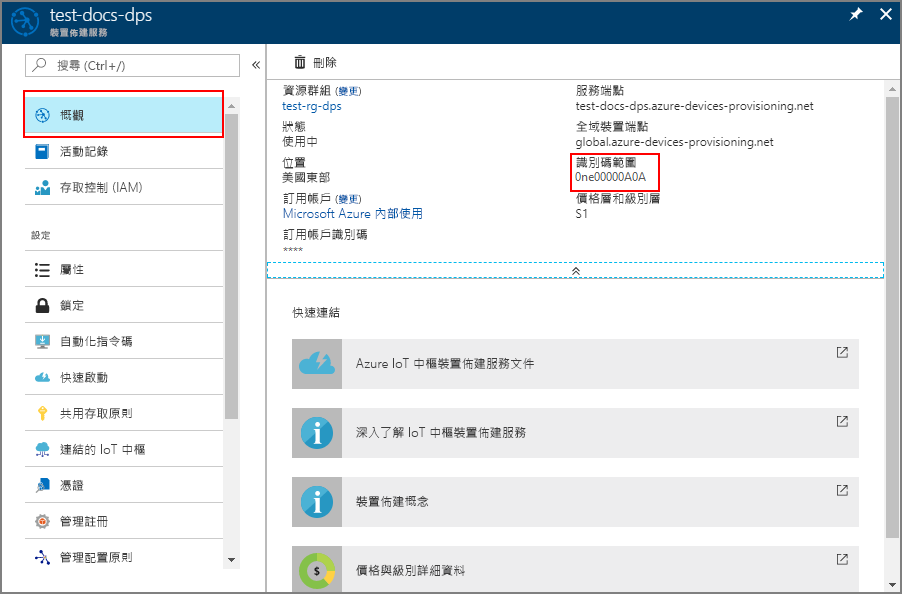 test-docs-dps
裝置佈建服務
搜尋 (Ctrl+/)
概觀
活動記錄
存取控制 (IAM)
設定
屬性
鎖定
自動化指令碼
快速啟動
共用存取原則
連結的 IoT 中樞
憑證
管理註冊
管理配置原則
刪除
資源群組 (變更)
test-rg-dps
狀態
使用中
位置
美國東部
訂用帳戶 (變更)
Microsoft Azure 內部使用
訂用帳戶識別碼
****
服務端點
test-docs-dps.azure-devices-provisioning.net
全域裝置端點
global.azure-devices-provisioning.net
識別碼範圍
0ne00000A0A
價格層和級別層
S1
快速連結
Azure IoT 中樞裝置佈建服務文件
深入了解 IoT 中樞裝置佈建服務
裝置佈建概念
價格與級別詳細資料